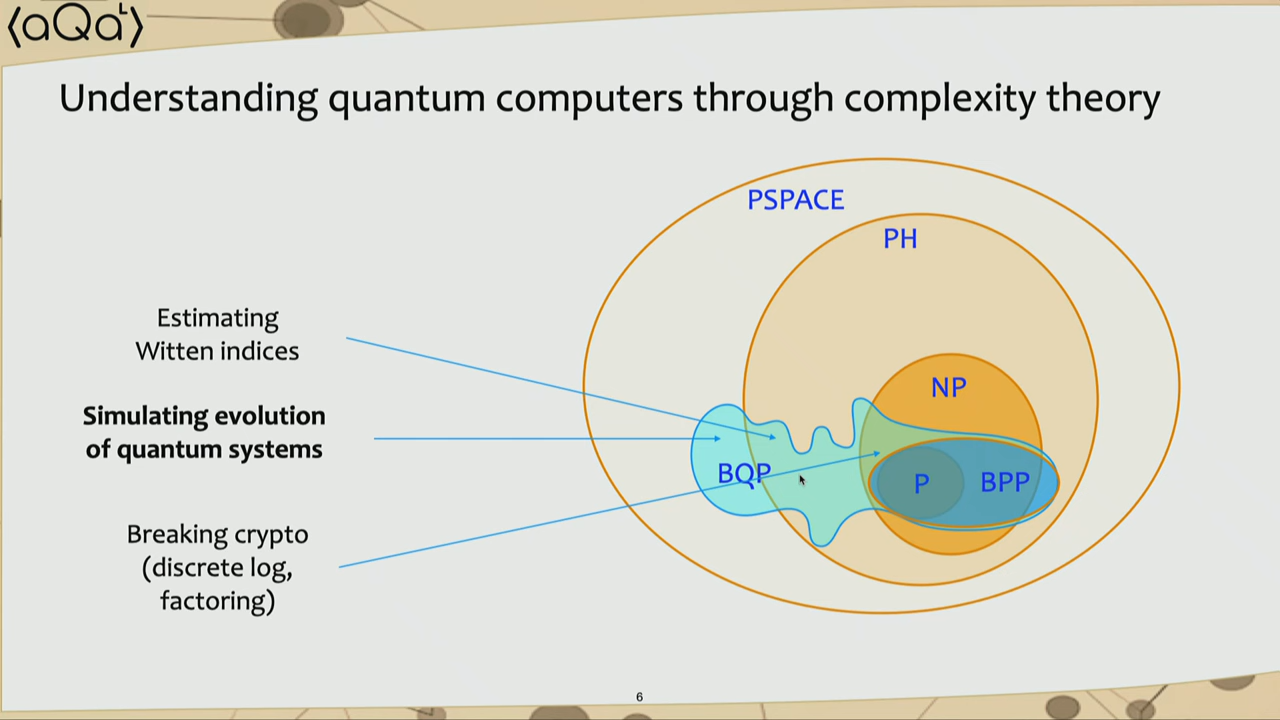 ⟨aQaᴸ⟩
Understanding quantum computers through complexity theory
PSPACE
PH
Estimating
Witten indices
NP
Simulating evolution
of quantum systems
BQP
P
BPP
Breaking crypto
(discrete log,
factoring)
6